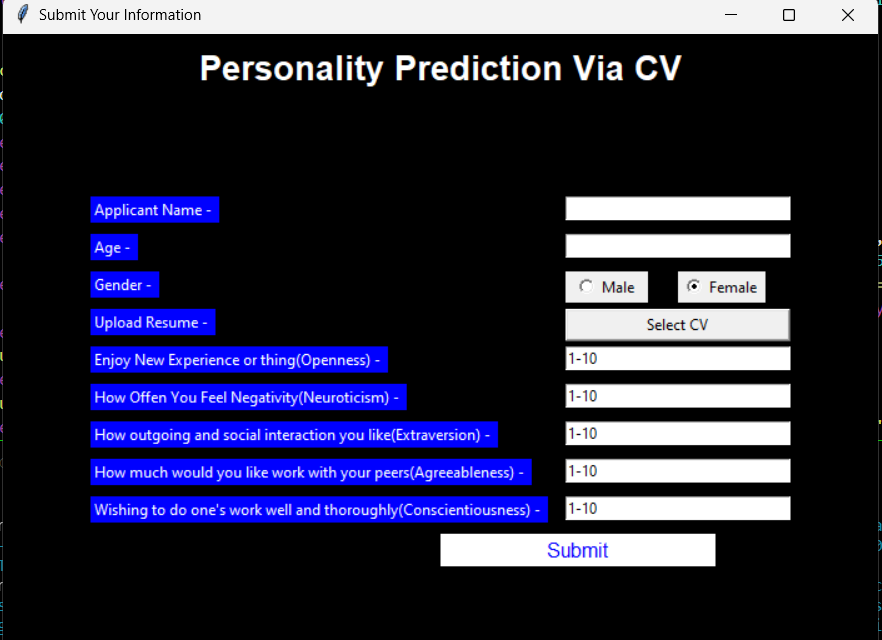 Submit Your Information
Personality Prediction Via CV
Applicant Name -
Age -
Gender - Male Female
Upload Resume - Select CV
Enjoy New Experience or thing(Openness) - 1-10
How Offen You Feel Negativity(Neuroticism) - 1-10
How outgoing and social interaction you like(Extraversion) - 1-10
How much would you like work with your peers(Agreeableness) - 1-10
Wishing to do one's work well and thoroughly(Conscientiousness) - 1-10
Submit